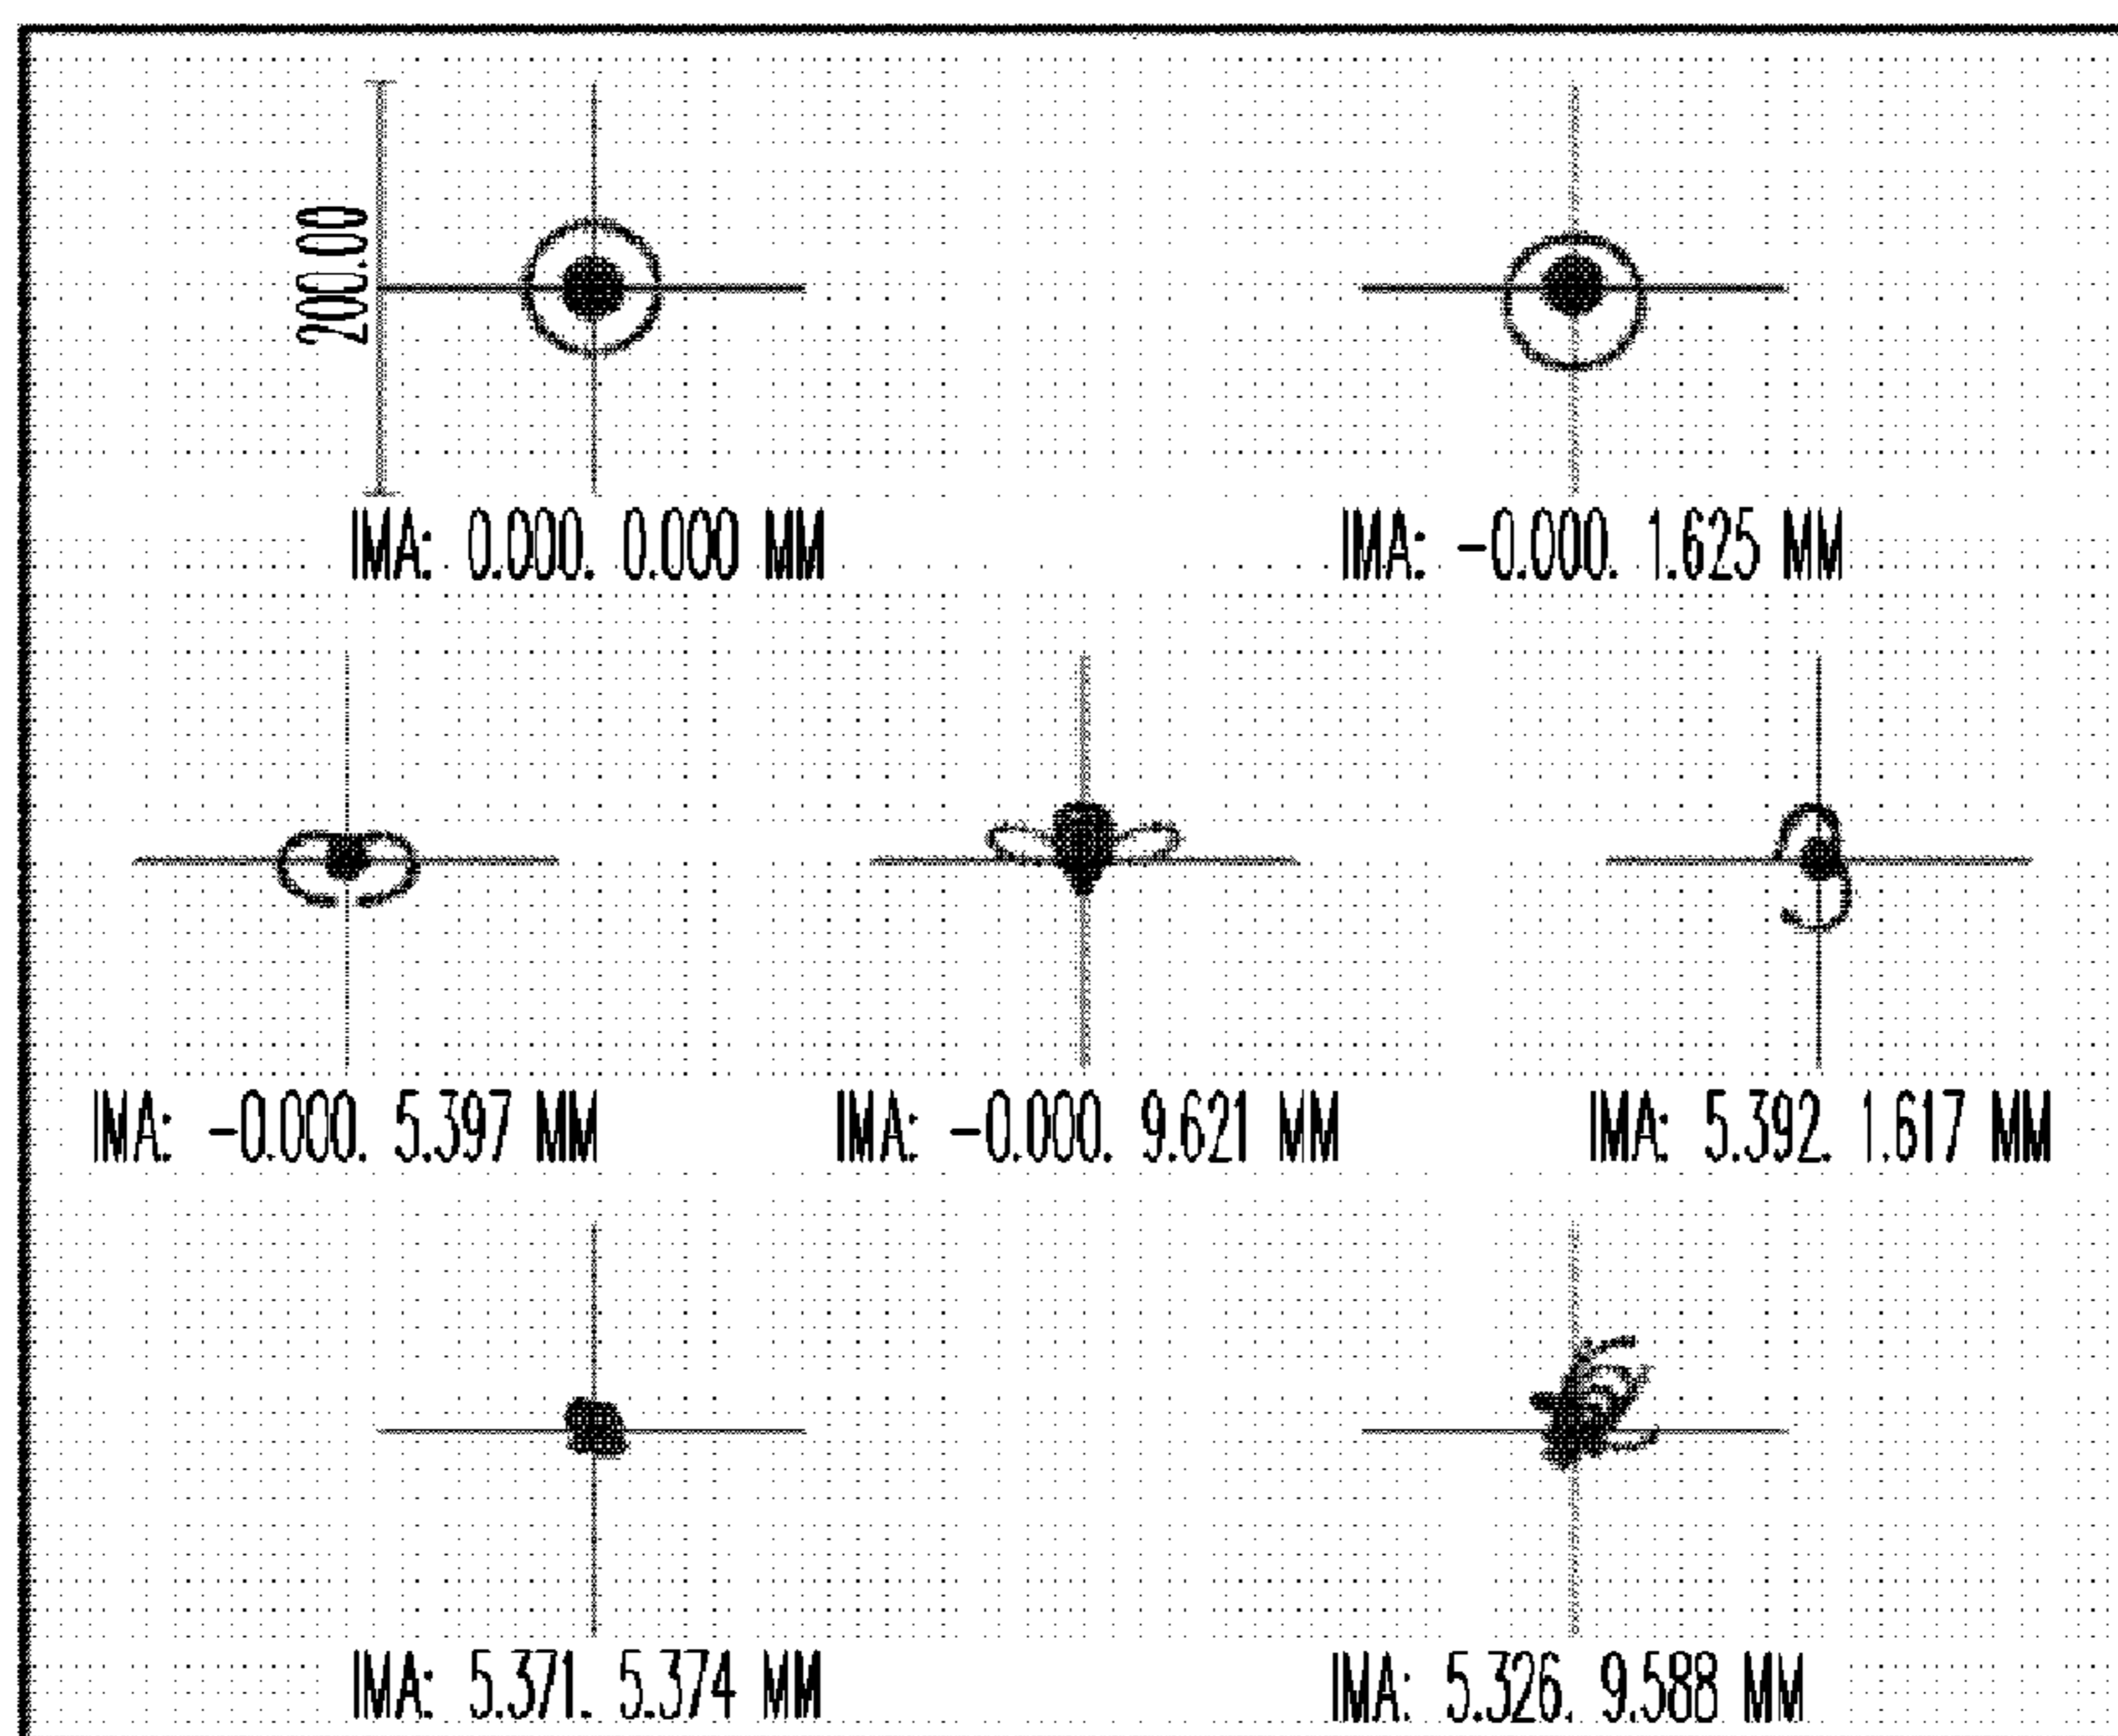 200.00
IMA: 0.000. 0.000 MM
IMA: -0.000. 1.625 MM
IMA: -0.000. 5.397 MM
IMA: -0.000. 9.621 MM
IMA: 5.392. 1.617 MM
IMA: 5.371. 5.374 MM
IMA: 5.326. 9.588 MM